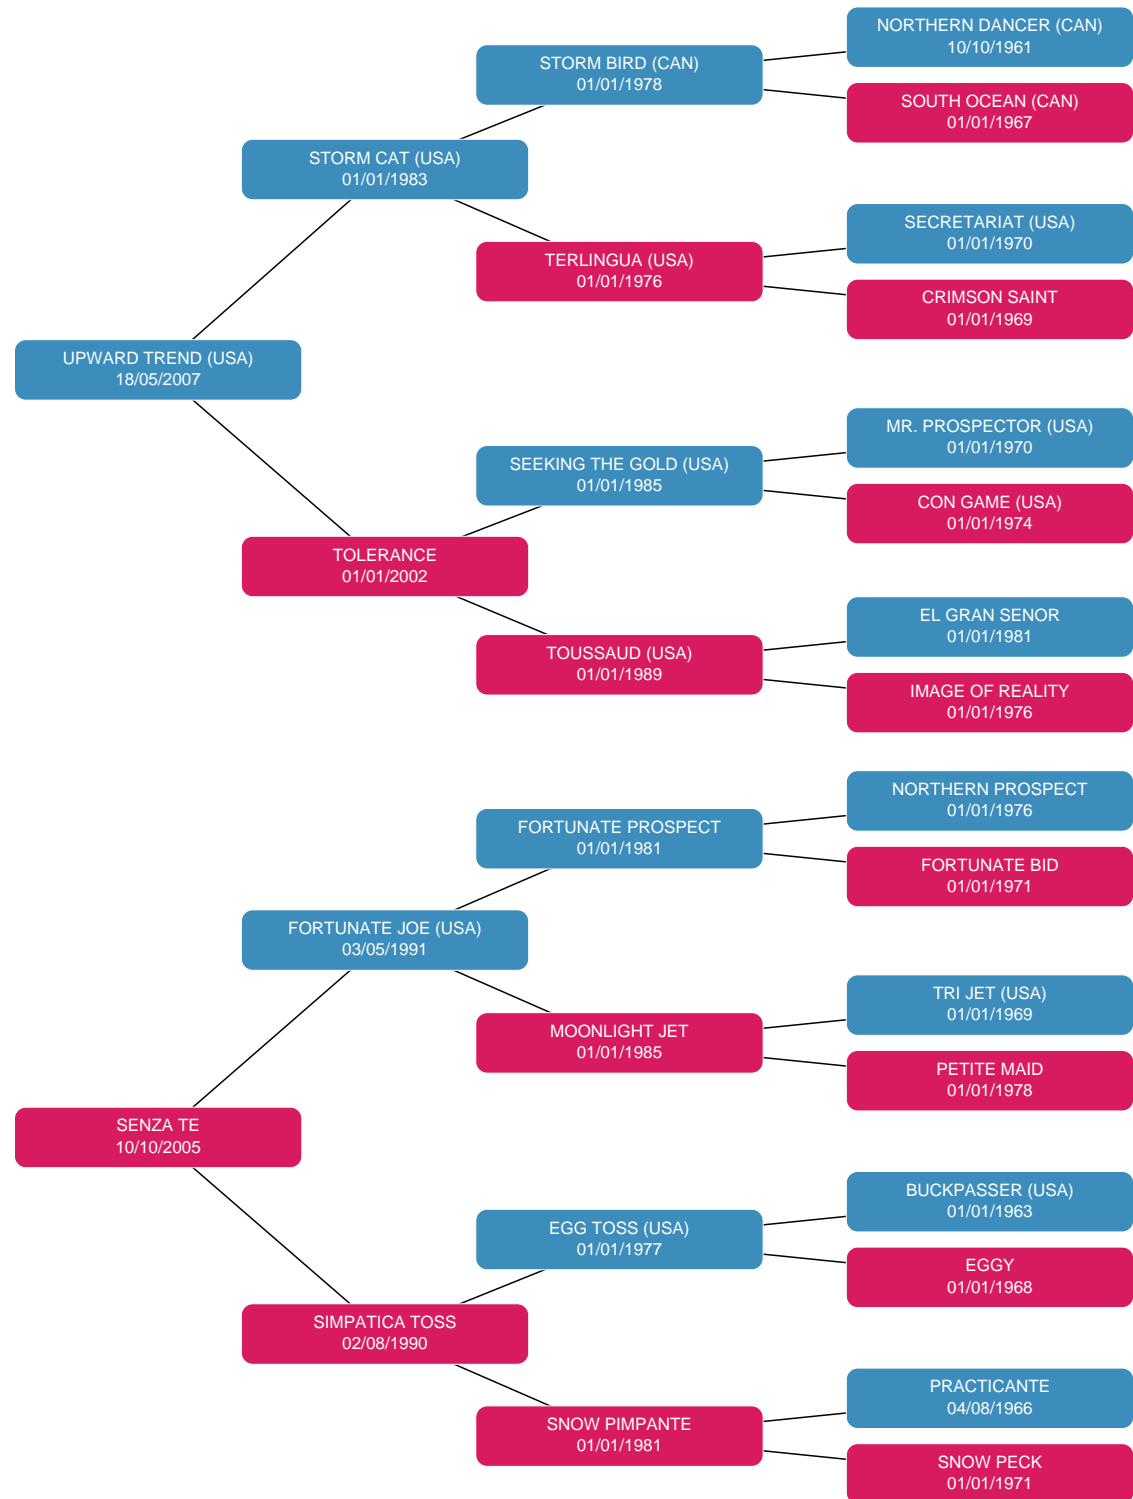 NORTHERN DANCER (CAN)
10/10/1961
STORM BIRD (CAN)
01/01/1978
SOUTH OCEAN (CAN)
01/01/1967
STORM CAT (USA)
01/01/1983
SECRETARIAT (USA)
01/01/1970
TERLINGUA (USA)
01/01/1976
CRIMSON SAINT
01/01/1969
UPWARD TREND (USA)
18/05/2007
MR. PROSPECTOR (USA)
01/01/1970
SEEKING THE GOLD (USA)
01/01/1985
CON GAME (USA)
01/01/1974
TOLERANCE
01/01/2002
EL GRAN SENOR
01/01/1981
TOUSSAUD (USA)
01/01/1989
IMAGE OF REALITY
01/01/1976
NORTHERN PROSPECT
01/01/1976
FORTUNATE PROSPECT
01/01/1981
FORTUNATE BID
01/01/1971
FORTUNATE JOE (USA)
03/05/1991
TRI JET (USA)
01/01/1969
MOONLIGHT JET
01/01/1985
PETITE MAID
01/01/1978
SENZA TE
10/10/2005
BUCKPASSER (USA)
01/01/1963
EGG TOSS (USA)
01/01/1977
EGGY
01/01/1968
SIMPATICA TOSS
02/08/1990
PRACTICANTE
04/08/1966
SNOW PIMPANTE
01/01/1981
SNOW PECK
01/01/1971